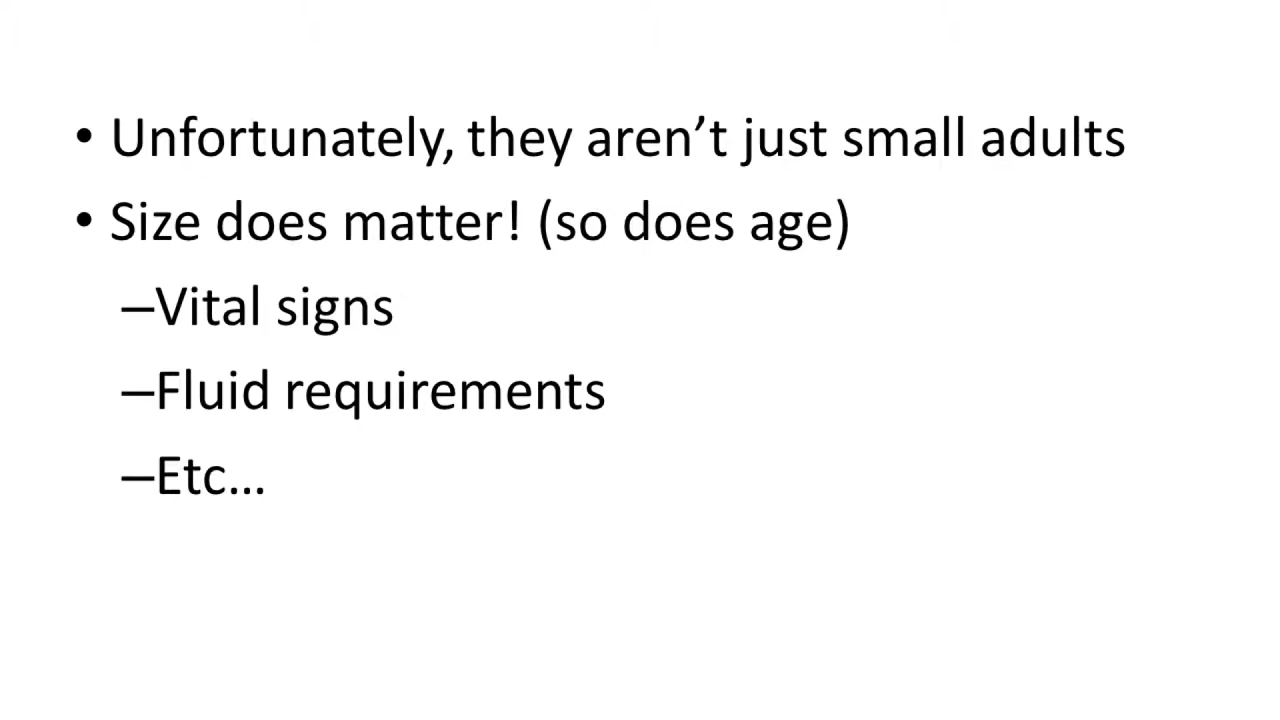 • Unfortunately, they aren’t just small adults
• Size does matter! (so does age)
–Vital signs
–Fluid requirements
–Etc…